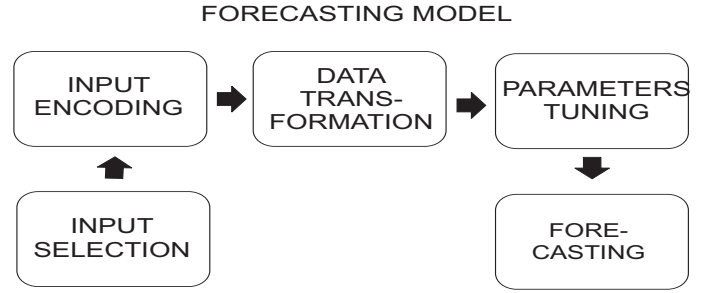 FORECASTING MODEL
INPUT
ENCODING
DATA
TRANS-
FORMATION
PARAMETERS
TUNING
INPUT
SELECTION
FORE-
CASTING